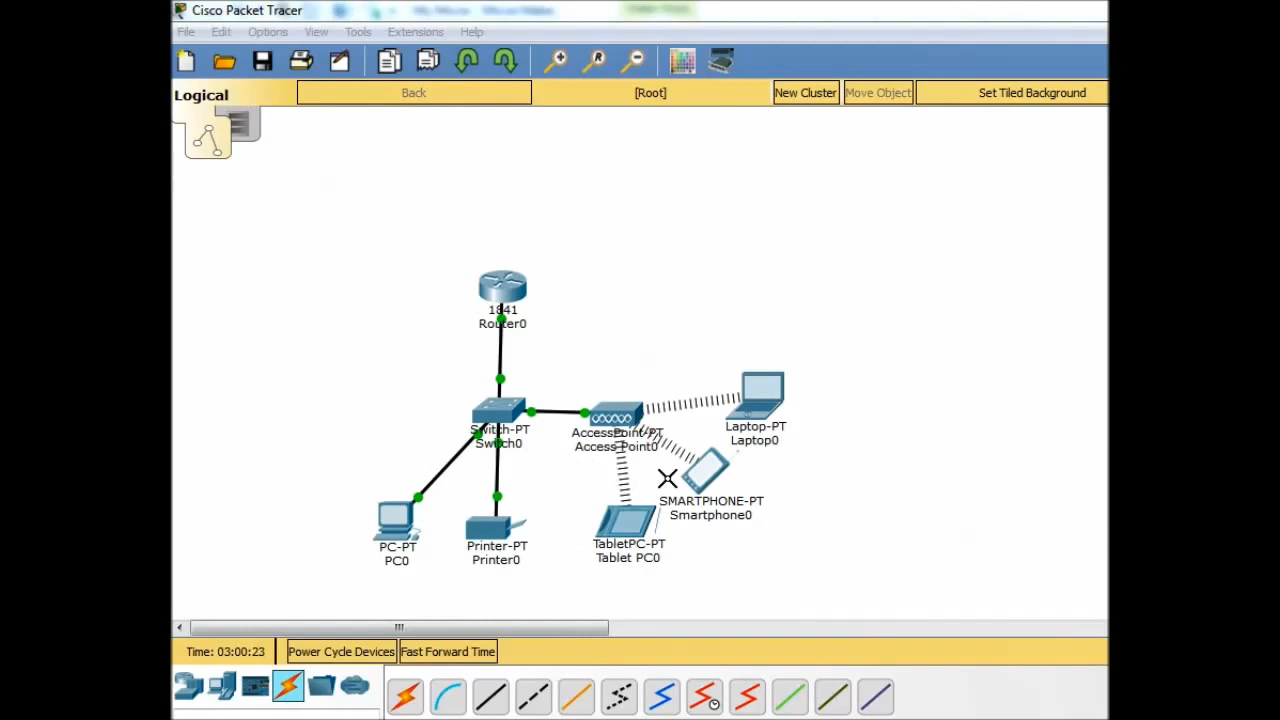 Cisco Packet Tracer
File Edit Options View Tools Extensions Help
Logical Back [Root] New Cluster Move Object Set Tiled Background
1841
Router0
Switch-PT
Switch0
AccessPoint-PT
Access Point0
Laptop-PT
Laptop0
SMARTPHONE-PT
Smartphone0
PC-PT
PC0
Printer-PT
Printer0
TabletPC-PT
Tablet PC0
Time: 03:00:23 Power Cycle Devices Fast Forward Time